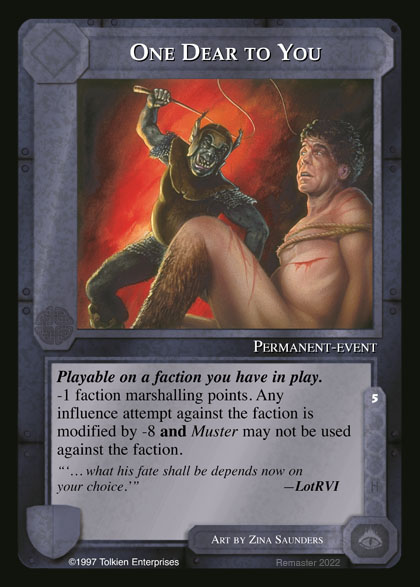 One Dear to You
Permanent-event
Playable on a faction you have in play.
-1 faction marshalling points. Any
influence attempt against the faction is
modified by -8 and Muster may not be used
against the faction.
“‘… what his fate shall be depends now on
your choice.’” —LotRVI
5
H
Art by Zina Saunders
©1997 Tolkien Enterprises Remaster 2022